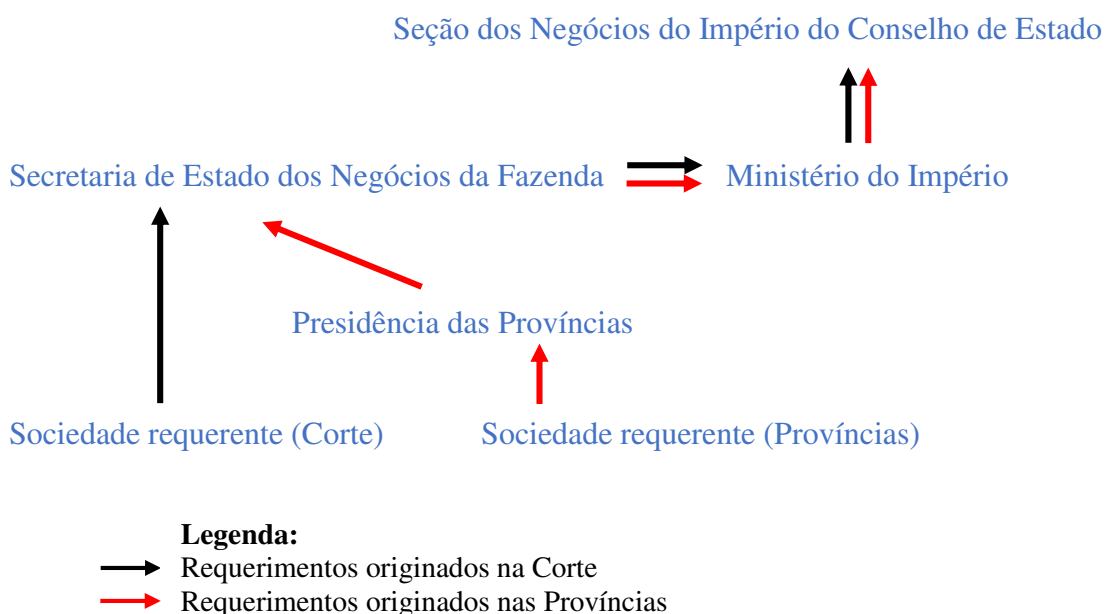 Seção dos Negócios do Império do Conselho de Estado
Secretaria de Estado dos Negócios da Fazenda
Ministério do Império
Presidência das Províncias
Sociedade requerente (Corte)
Sociedade requerente (Províncias)
Legenda:
Requerimentos originados na Corte
Requerimentos originados nas Províncias